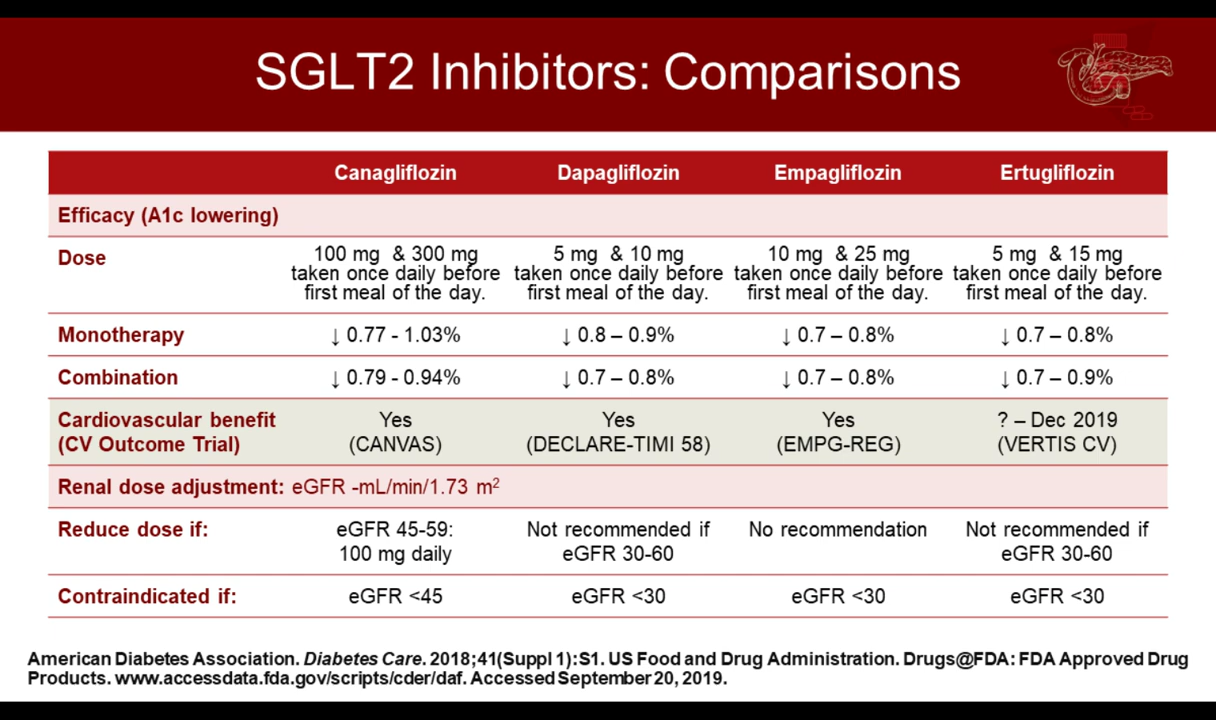 SGLT2 Inhibitors: Comparisons
Canagliflozin Dapagliflozin Empagliflozin Ertugliflozin
Efficacy (A1c lowering)
Dose 100 mg & 300 mg taken once daily before first meal of the day. 5 mg & 10 mg taken once daily before first meal of the day. 10 mg & 25 mg taken once daily before first meal of the day. 5 mg & 15 mg taken once daily before first meal of the day.
Monotherapy ↓ 0.77 - 1.03% ↓ 0.8 – 0.9% ↓ 0.7 – 0.8% ↓ 0.7 – 0.8%
Combination ↓ 0.79 - 0.94% ↓ 0.7 – 0.8% ↓ 0.7 – 0.8% ↓ 0.7 – 0.9%
Cardiovascular benefit (CV Outcome Trial) Yes (CANVAS) Yes (DECLARE-TIMI 58) Yes (EMPG-REG) ? – Dec 2019 (VERTIS CV)
Renal dose adjustment: eGFR -mL/min/1.73 m²
Reduce dose if: eGFR 45-59: 100 mg daily Not recommended if eGFR 30-60 No recommendation Not recommended if eGFR 30-60
Contraindicated if: eGFR <45 eGFR <30 eGFR <30 eGFR <30
American Diabetes Association. Diabetes Care. 2018;41(Suppl 1):S1. US Food and Drug Administration. Drugs@FDA: FDA Approved Drug
Products. www.accessdata.fda.gov/scripts/cder/daf. Accessed September 20, 2019.